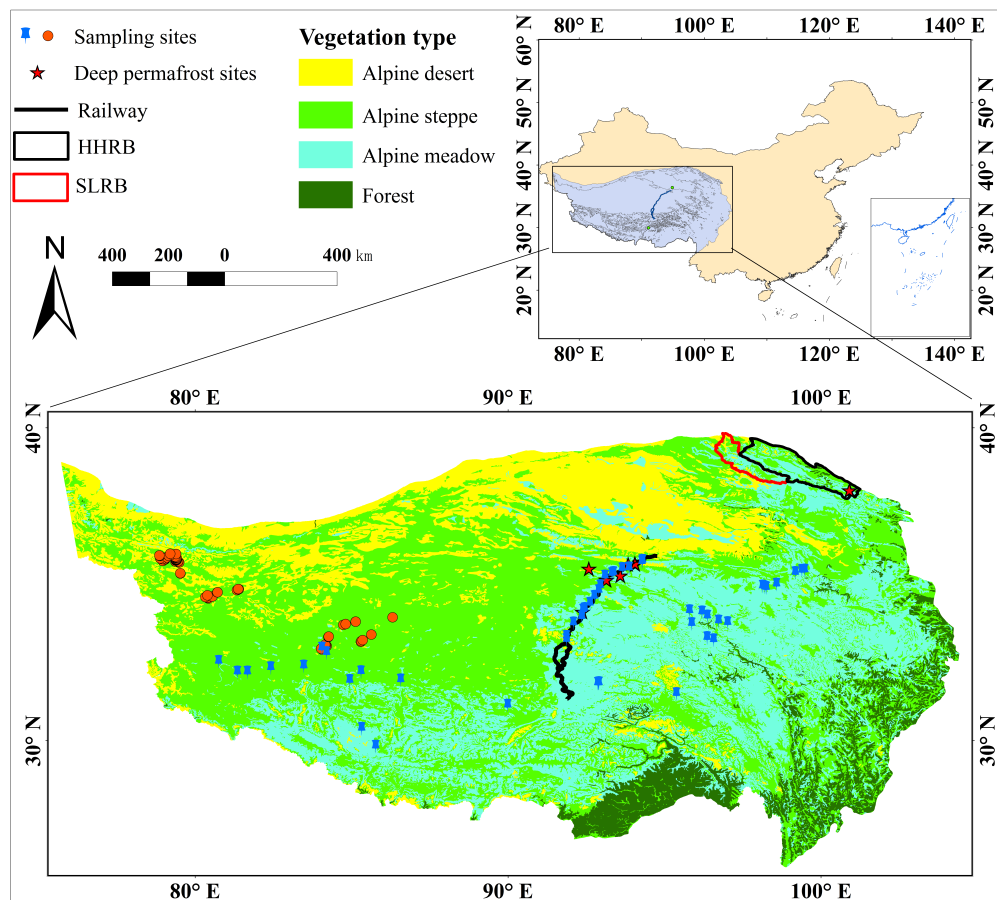 Sampling sites
Deep permafrost sites
Railway
HHRB
SLRB
Vegetation type
Alpine desert
Alpine steppe
Alpine meadow
Forest
N
400 200 0 400 km
80° E 100° E 120° E 140° E
60° N
50° N
40° N
30° N
20° N
60° N
50° N
40° N
30° N
20° N
80° E 100° E 120° E 140° E
80° E 90° E 100° E
40° N
30° N
40° N
30° N
80° E 90° E 100° E